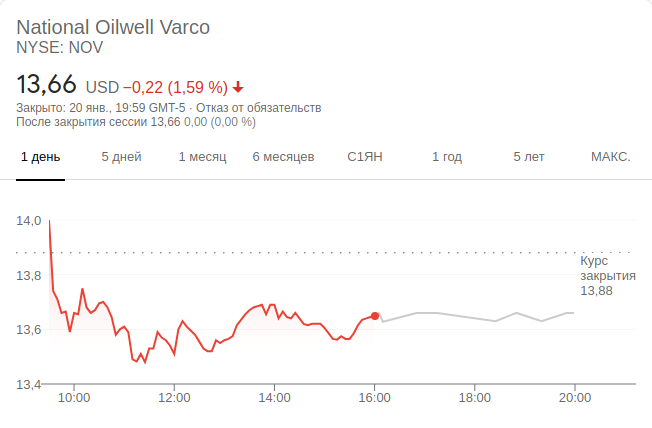 National Oilwell Varco
NYSE: NOV
13,66 USD −0,22 (1,59 %)
Закрыто: 20 янв., 19:59 GMT-5 · Отказ от обязательств
После закрытия сессии 13,66 0,00 (0,00 %)
1 день 5 дней 1 месяц 6 месяцев С1ЯН 1 год 5 лет МАКС.
14,0
Курс
закрытия
13,88
13,8
13,6
13,4
10:00 12:00 14:00 16:00 18:00 20:00